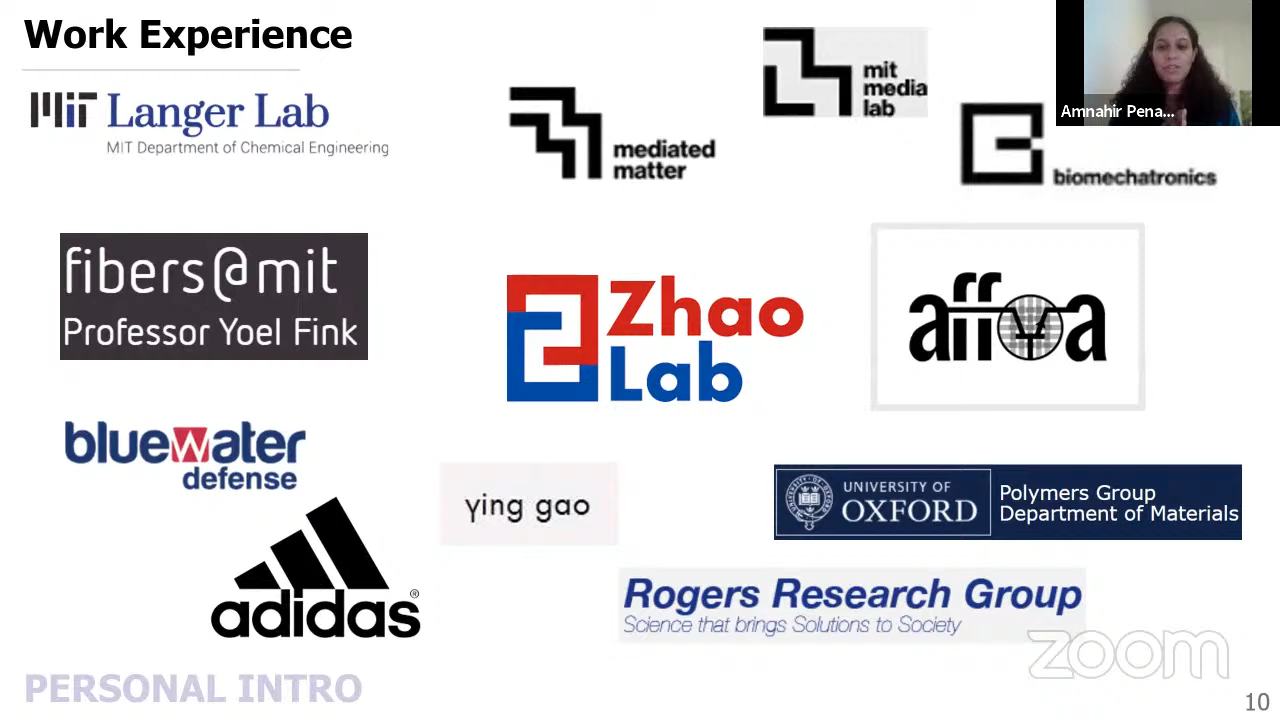 Work Experience
MIT Langer Lab
MIT Department of Chemical Engineering
mediated
matter
mit
media
lab
Amnahir Pena...
biomechatronics
fibers@mit
Professor Yoel Fink
Zhao
Lab
affoa
bluewater
defense
ying gao
UNIVERSITY OF
OXFORD
Polymers Group
Department of Materials
adidas®
Rogers Research Group
Science that brings Solutions to Society
zoom
PERSONAL INTRO
10